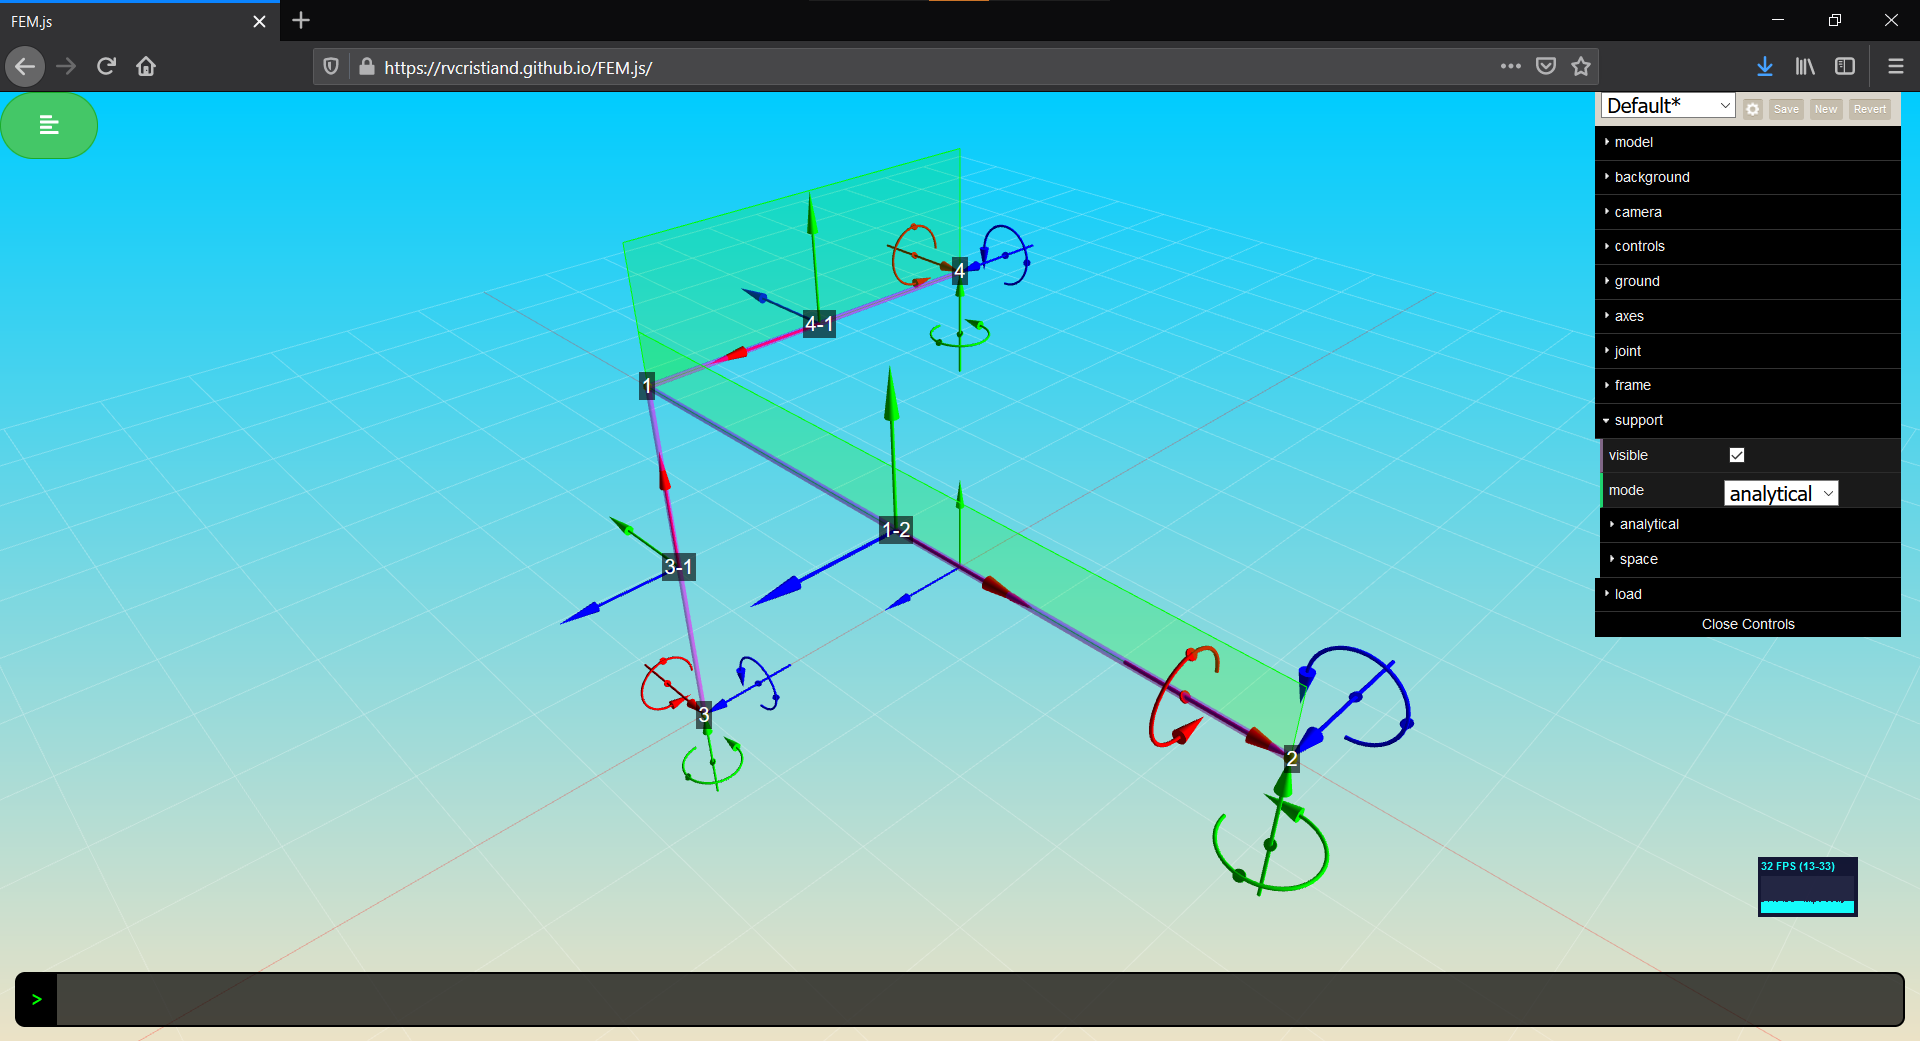 FEM.js
https://rvcristiand.github.io/FEM.js/
Default*
Save
New
Revert
model
background
camera
controls
ground
axes
joint
frame
support
visible
mode
analytical
analytical
space
load
Close Controls
4
4-1
1
1-2
3-1
3
2
32 FPS (13-33)
>